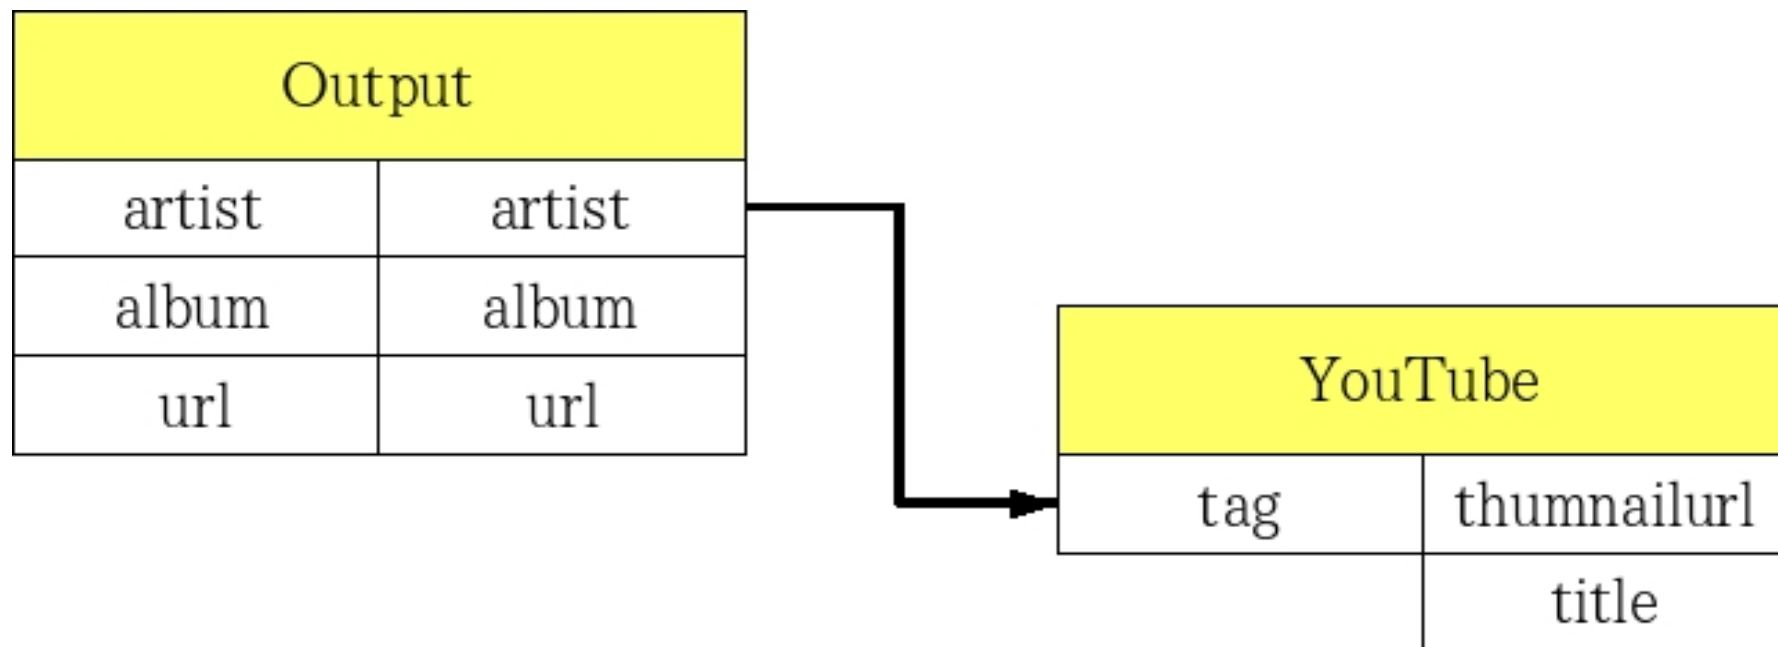 Output
artist artist
album album
url url
YouTube
tag thumnailurl
title